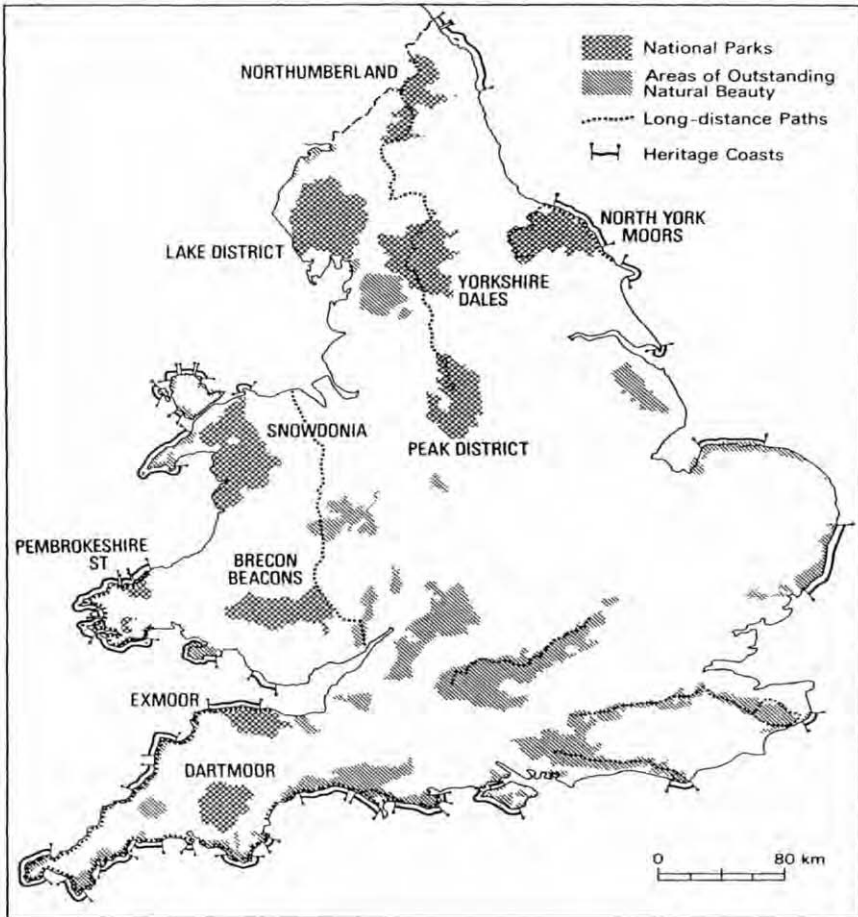 NORTHUMBERLAND
National Parks
Areas of Outstanding
Natural Beauty
Long-distance Paths
Heritage Coasts
LAKE DISTRICT
NORTH YORK
MOORS
YORKSHIRE
DALES
SNOWDONIA
PEAK DISTRICT
PEMBROKESHIRE
ST
BRECON
BEACONS
EXMOOR
DARTMOOR
0 80 km